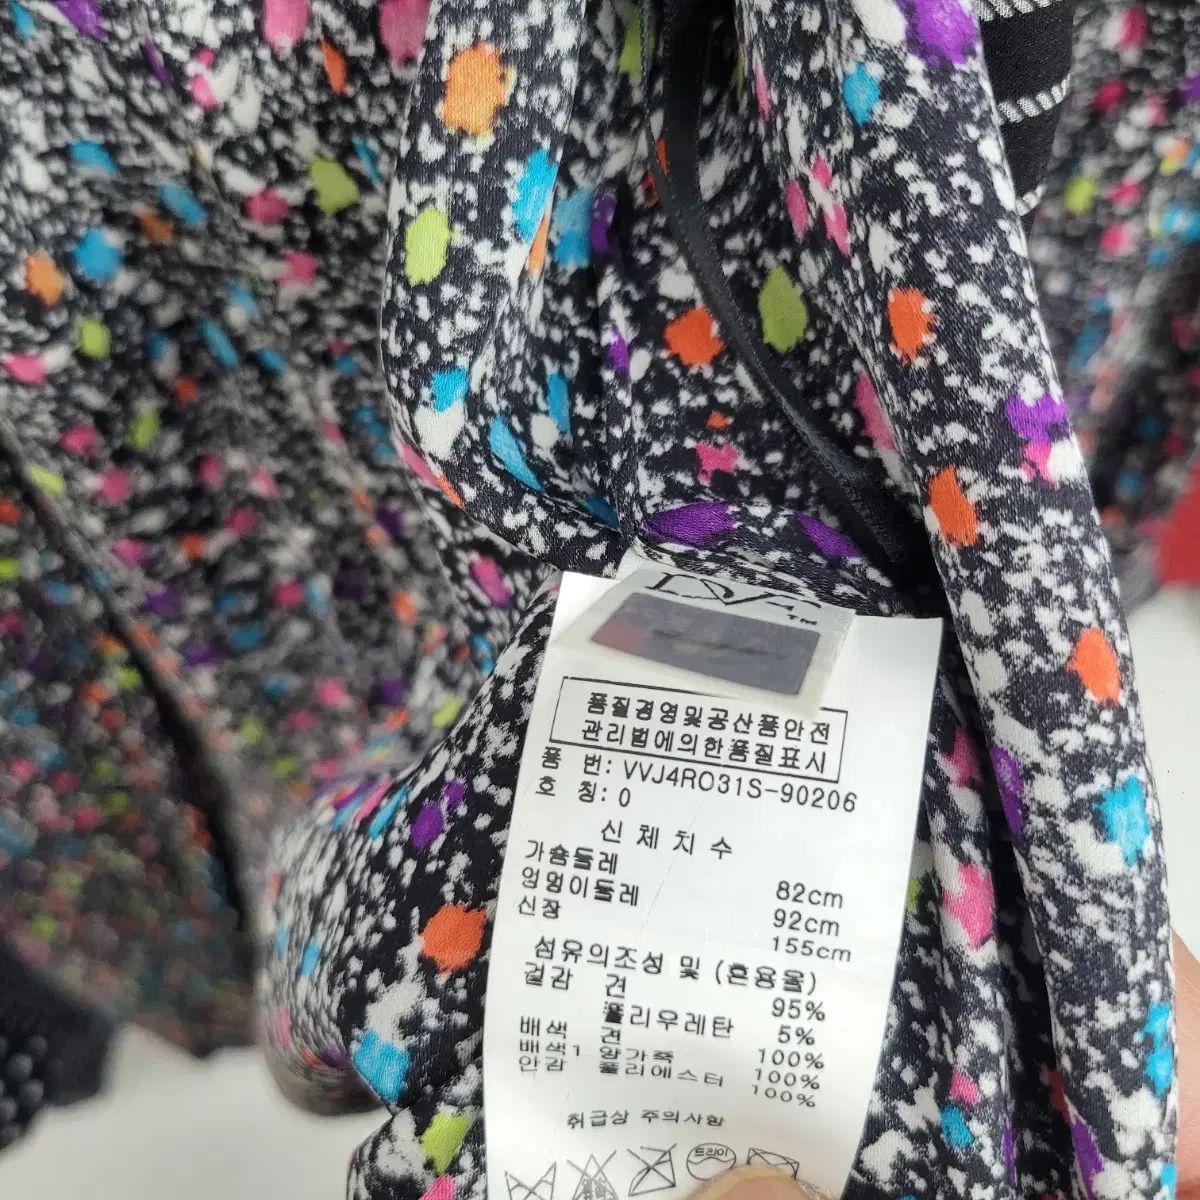 품질경영및공산품안전
관리법에의한품질표시
품 번: VVJ4RO31S-90206
호 칭: 0
신 체 치 수
가슴둘레 82cm
엉덩이둘레 92cm
신장 155cm
섬유의조성 및 (혼용율)
겉감 견 95%
폴리우레탄 5%
배색 견 100%
배색1 양가죽 100%
안감 폴리에스터 100%
취급상 주의사항
드라이